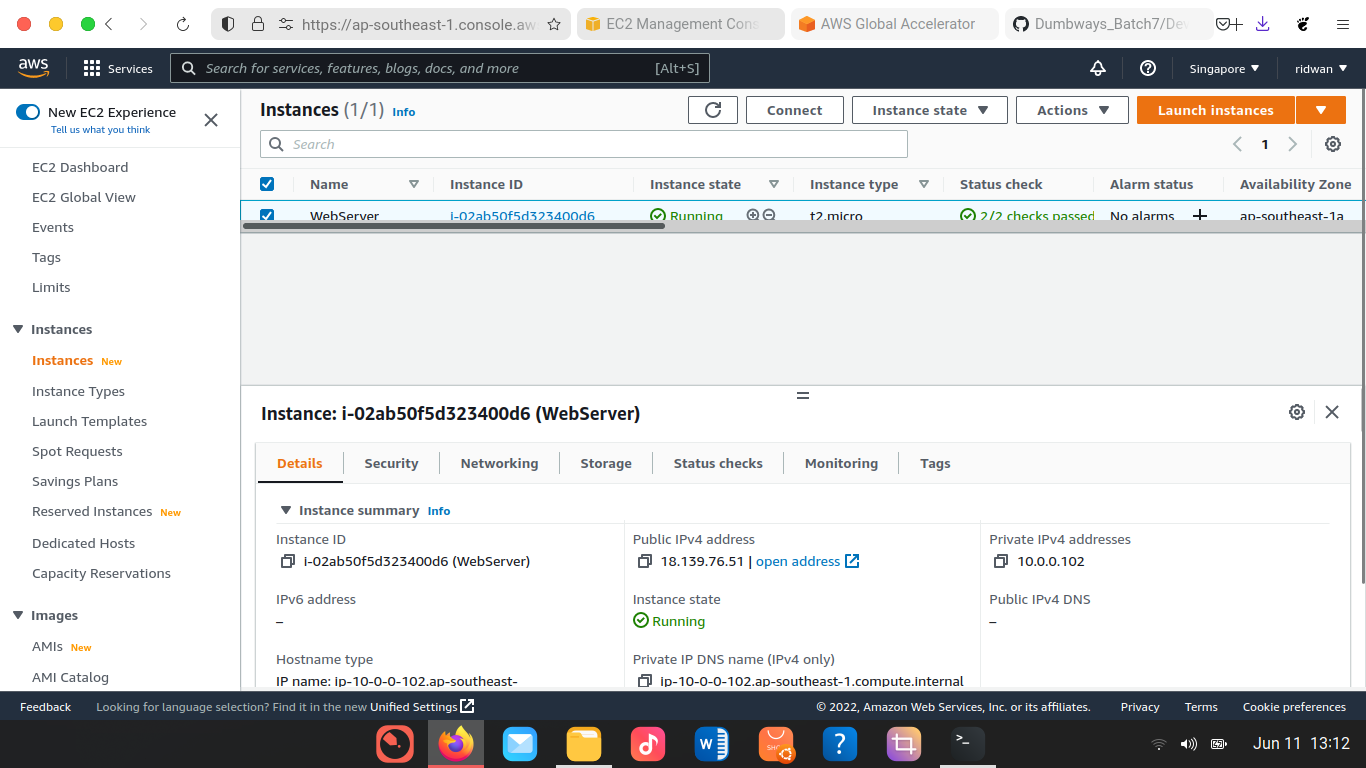 https://ap-southeast-1.console.aw
EC2 Management Con
AWS Global Accelerator
Dumbways_Batch7/De
aws
Services
Search for services, features, blogs, docs, and more
[Alt+S]
Singapore
ridwan
New EC2 Experience
Tell us what you think
EC2 Dashboard
EC2 Global View
Events
Tags
Limits
Instances
Instances New
Instance Types
Launch Templates
Spot Requests
Savings Plans
Reserved Instances New
Dedicated Hosts
Capacity Reservations
Images
AMIs New
AMI Catalog
Instances (1/1) Info
Connect
Instance state
Actions
Launch instances
Search
1
Name Instance ID Instance state Instance type Status check Alarm status Availability Zone
WebServer i-02ab50f5d323400d6 Running t2.micro 2/2 checks passed No alarms + ap-southeast-1a
Instance: i-02ab50f5d323400d6 (WebServer)
Details Security Networking Storage Status checks Monitoring Tags
Instance summary Info
Instance ID
i-02ab50f5d323400d6 (WebServer)
Public IPv4 address
18.139.76.51 | open address
Private IPv4 addresses
10.0.0.102
IPv6 address
–
Instance state
Running
Public IPv4 DNS
–
Hostname type
IP name: ip-10-0-0-102.ap-southeast-
Private IP DNS name (IPv4 only)
ip-10-0-0-102.ap-southeast-1.compute.internal
Feedback
Looking for language selection? Find it in the new Unified Settings
© 2022, Amazon Web Services, Inc. or its affiliates.
Privacy
Terms
Cookie preferences
Jun 11 13:12